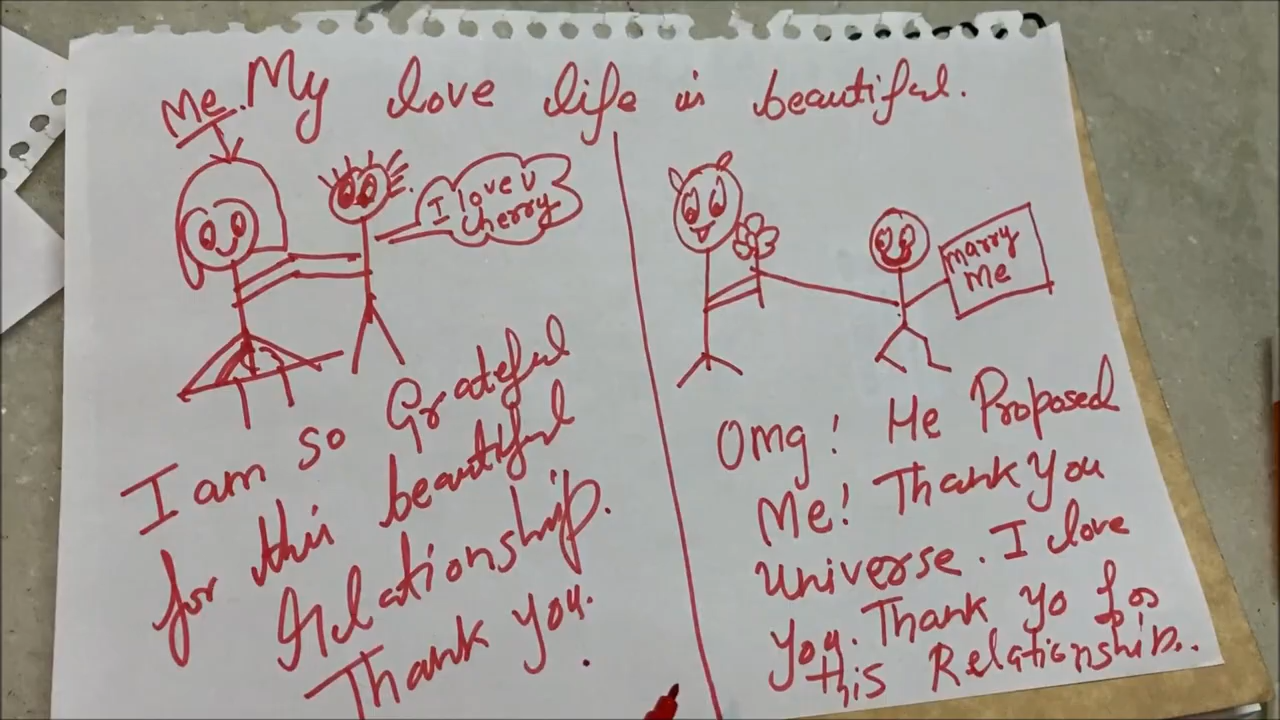 Me. My love life is beautiful.
I love U
Cherry
I am so Grateful
for this beautiful
Relationship.
Thank you.
Marry
Me
Omg! He Proposed
Me! Thank you
universe. I love
you. Thank yo for
this Relationship..